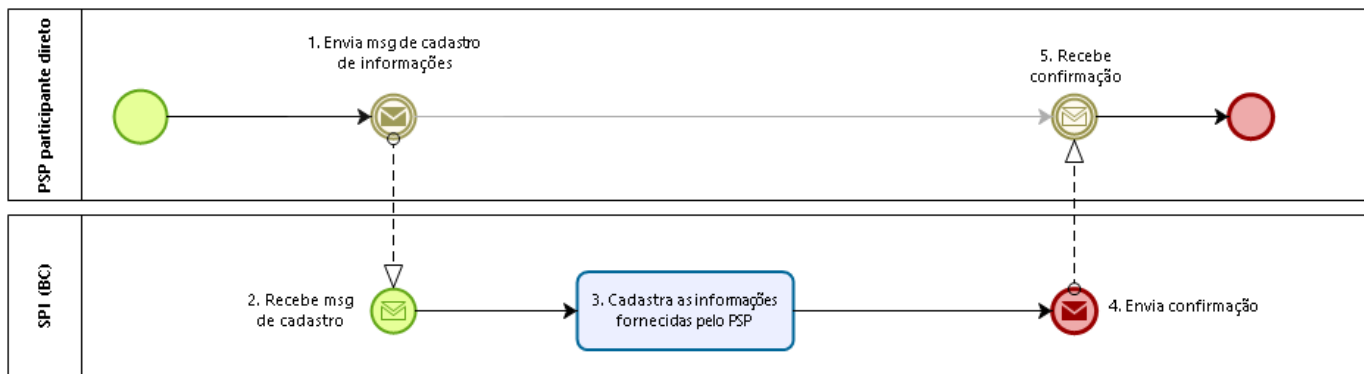 PSP participante direto
1. Envia msg de cadastro
de informações
5. Recebe
confirmação
SPI (BC)
2. Recebe msg
de cadastro
3. Cadastra as informações
fornecidas pelo PSP
4. Envia confirmação